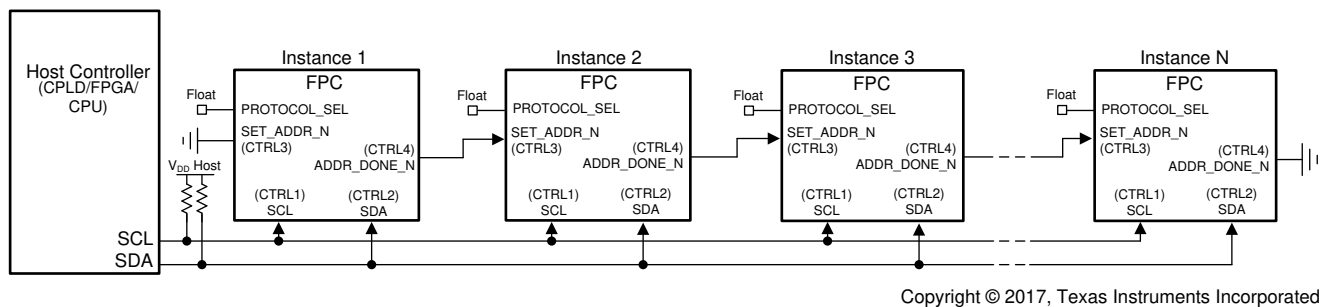 Host Controller
(CPLD/FPGA/
CPU)
SCL
SDA
V_DD Host
Instance 1
FPC
Float
PROTOCOL_SEL
SET_ADDR_N
(CTRL3)
(CTRL4)
ADDR_DONE_N
(CTRL1)
SCL
(CTRL2)
SDA
Instance 2
FPC
Float
PROTOCOL_SEL
SET_ADDR_N
(CTRL3)
(CTRL4)
ADDR_DONE_N
(CTRL1)
SCL
(CTRL2)
SDA
Instance 3
FPC
Float
PROTOCOL_SEL
SET_ADDR_N
(CTRL3)
(CTRL4)
ADDR_DONE_N
(CTRL1)
SCL
(CTRL2)
SDA
Instance N
FPC
Float
PROTOCOL_SEL
SET_ADDR_N
(CTRL3)
(CTRL4)
ADDR_DONE_N
(CTRL1)
SCL
(CTRL2)
SDA
Copyright © 2017, Texas Instruments Incorporated